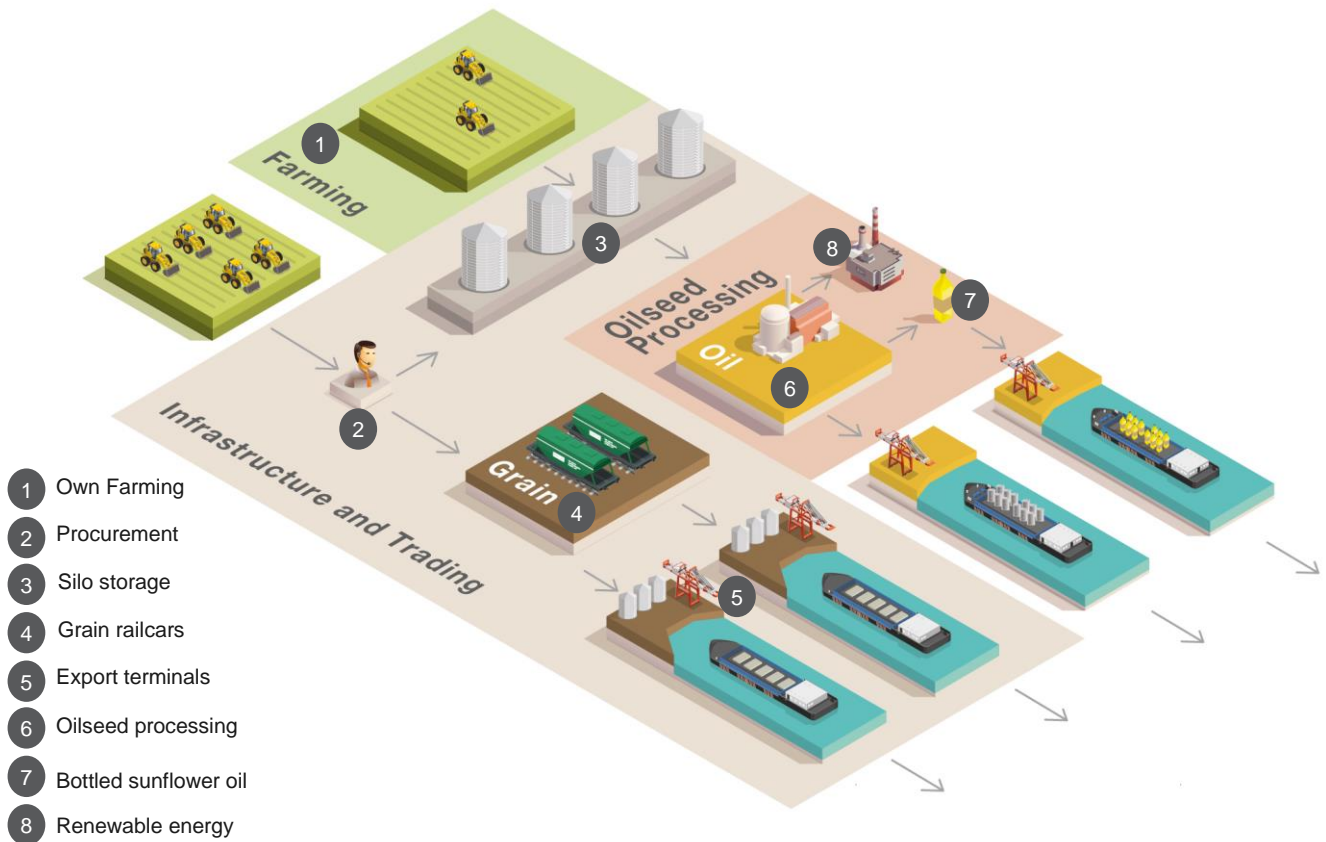 1
Farming
3
8
Oilseed
Processing
7
Oil
6
2
Infrastructure and Trading
Grain
4
5
1 Own Farming
2 Procurement
3 Silo storage
4 Grain railcars
5 Export terminals
6 Oilseed processing
7 Bottled sunflower oil
8 Renewable energy